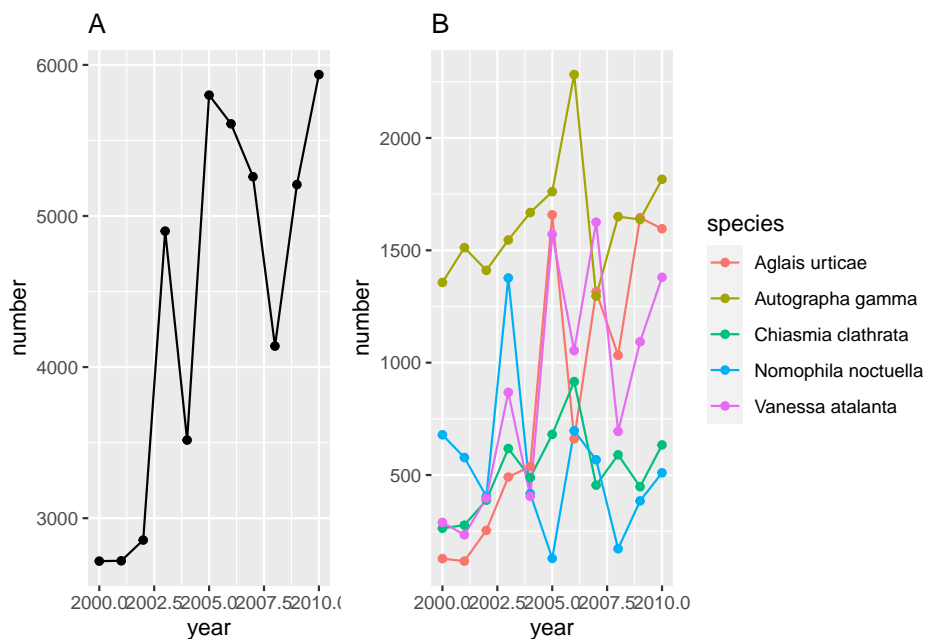 A
6000
5000
4000
3000
number
2000.0 2002.5 2005.0 2007.5 2010.(
year
B
2000
1500
1000
500
number
2000.0 2002.5 2005.0 2007.5 2010.0
year
species
Aglais urticae
Autographa gamma
Chiasmia clathrata
Nomophila noctuella
Vanessa atalanta